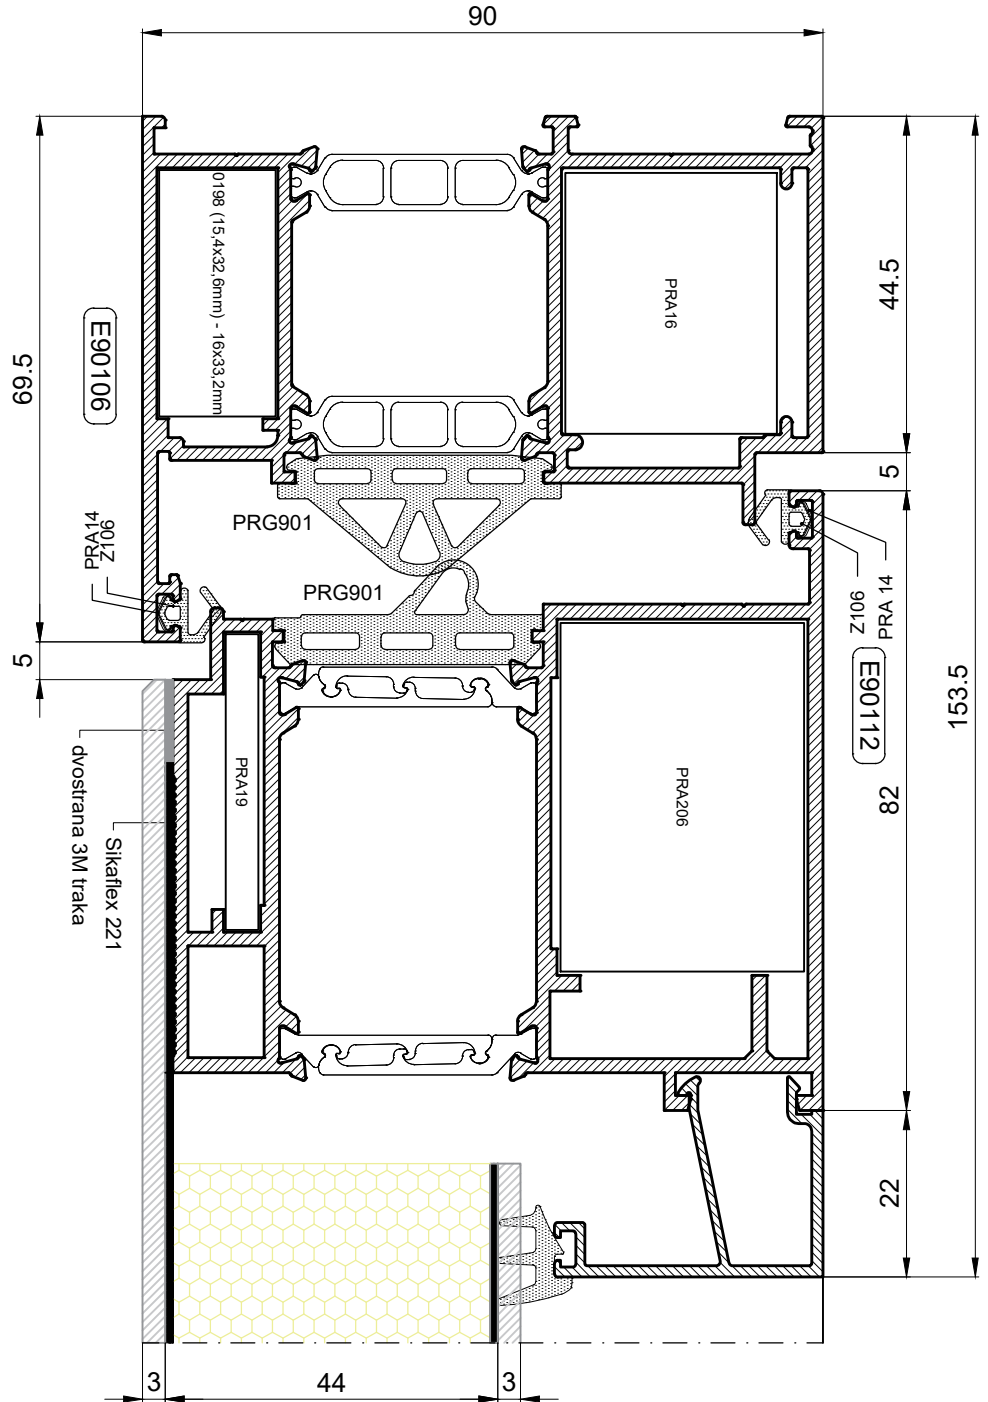 90
0198 (15,4x32,6mm) - 16x33,2mm
PRA16
44.5
E90106
69.5
5
PRG901
PRA14
Z106
PRG901
Z106
PRA 14
E90112
5
153.5
PRA19
PRA206
82
dvostrana 3M traka
Sikaflex 221
22
3
44
3